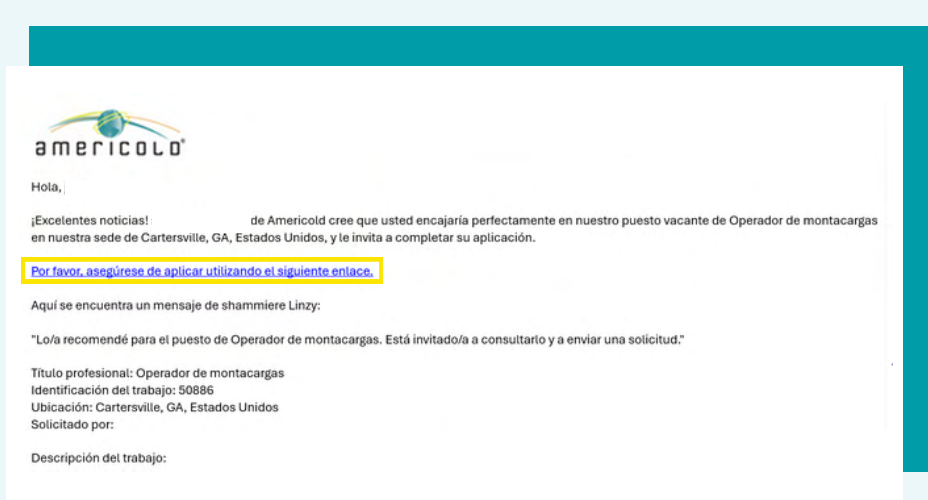 americold®
Hola,
¡Excelentes noticias! de Americold cree que usted encajaría perfectamente en nuestro puesto vacante de Operador de montacargas
en nuestra sede de Cartersville, GA, Estados Unidos, y le invita a completar su aplicación.
Por favor, asegúrese de aplicar utilizando el siguiente enlace.
Aquí se encuentra un mensaje de shammiere Linzy:
"Lo/a recomendé para el puesto de Operador de montacargas. Está invitado/a a consultarlo y a enviar una solicitud."
Título profesional: Operador de montacargas
Identificación del trabajo: 50886
Ubicación: Cartersville, GA, Estados Unidos
Solicitado por:
Descripción del trabajo: